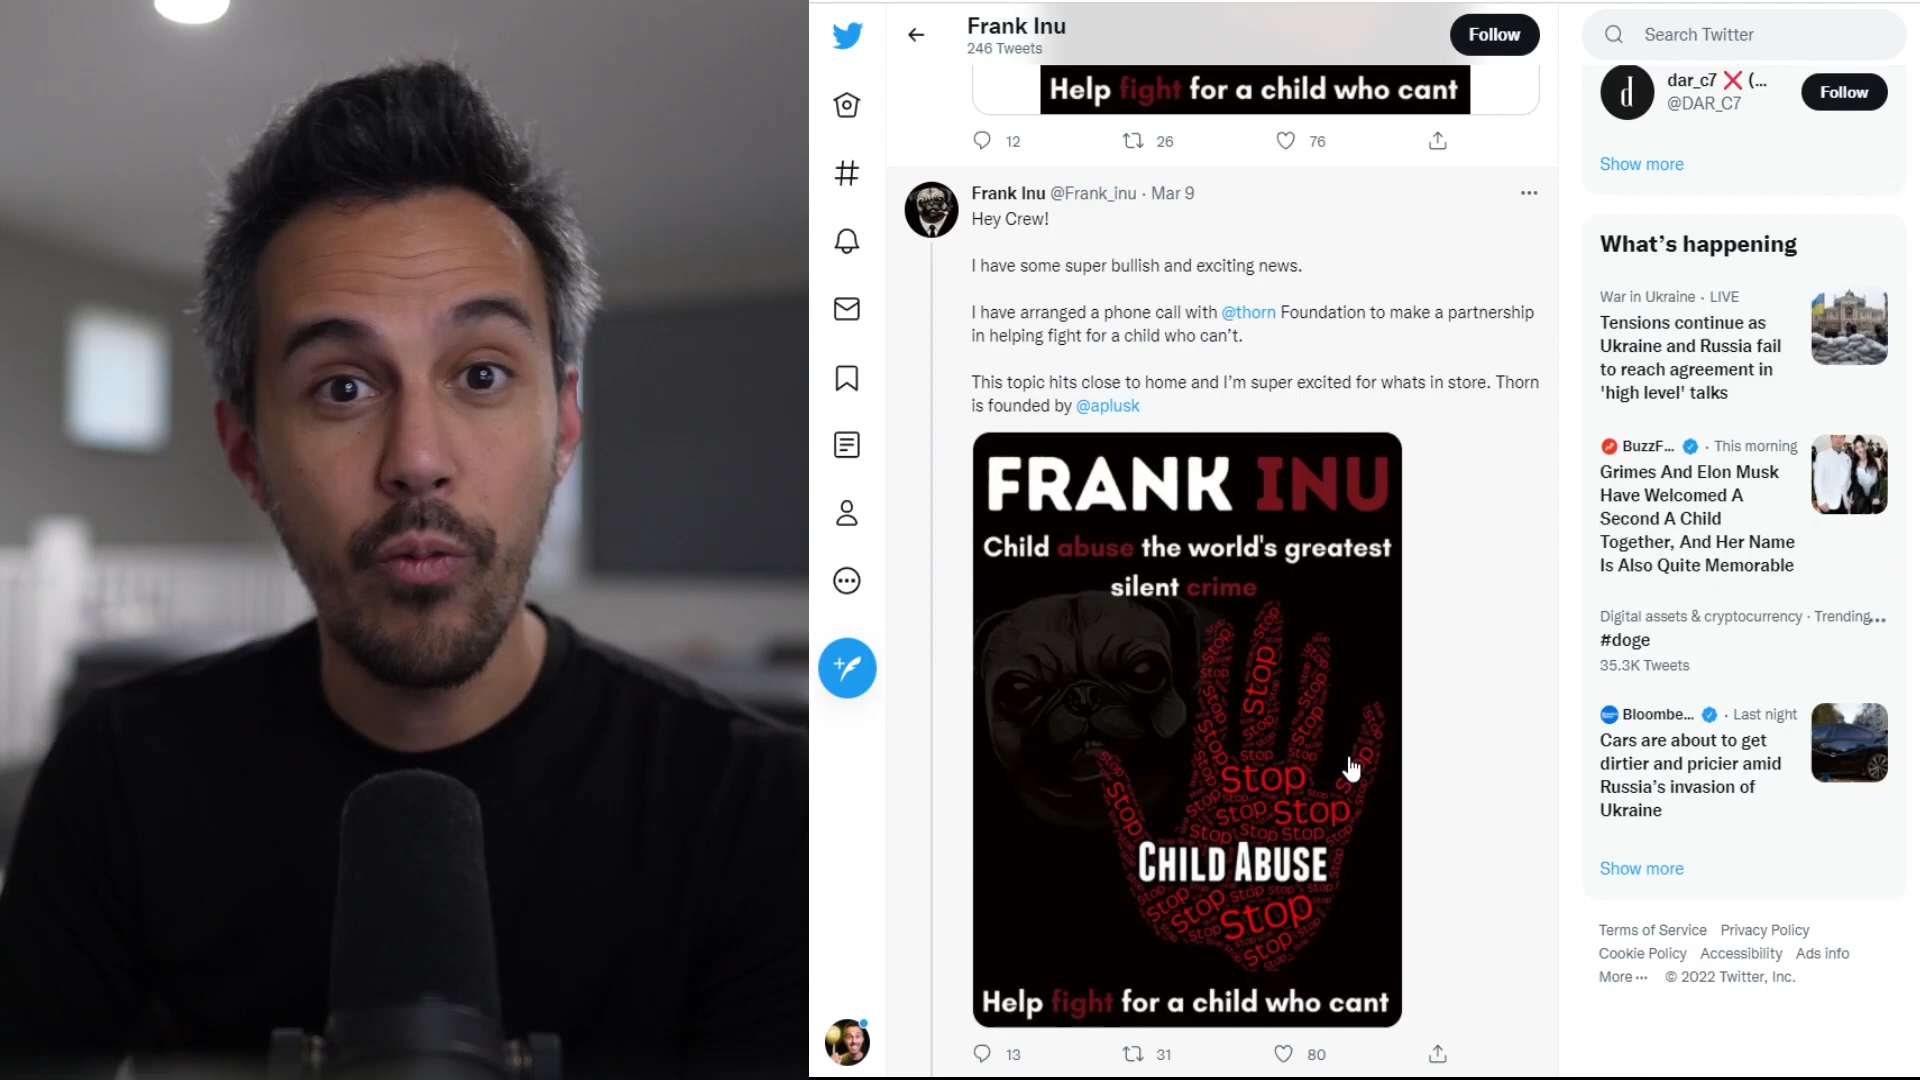 Frank Inu
246 Tweets
Follow
Help fight for a child who cant
12
26
76
Frank Inu @Frank_inu · Mar 9
Hey Crew!
I have some super bullish and exciting news.
I have arranged a phone call with @thorn Foundation to make a partnership
in helping fight for a child who can't.
This topic hits close to home and I'm super excited for whats in store. Thorn
is founded by @aplusk
FRANK INU
Child abuse the world's greatest
silent crime
Stop
Stop
Stop
Stop
CHILD ABUSE
Stop
Stop
Stop
Help fight for a child who cant
13
31
80
Search Twitter
d
dar_c7 ❌ (...
@DAR_C7
Follow
Show more
What's happening
War in Ukraine · LIVE
Tensions continue as
Ukraine and Russia fail
to reach agreement in
'high level' talks
BuzzF... · This morning
Grimes And Elon Musk
Have Welcomed A
Second A Child
Together, And Her Name
Is Also Quite Memorable
Digital assets & cryptocurrency · Trending
#doge
35.3K Tweets
Bloombe... · Last night
Cars are about to get
dirtier and pricier amid
Russia's invasion of
Ukraine
Show more
Terms of Service Privacy Policy
Cookie Policy Accessibility Ads info
More ··· © 2022 Twitter, Inc.